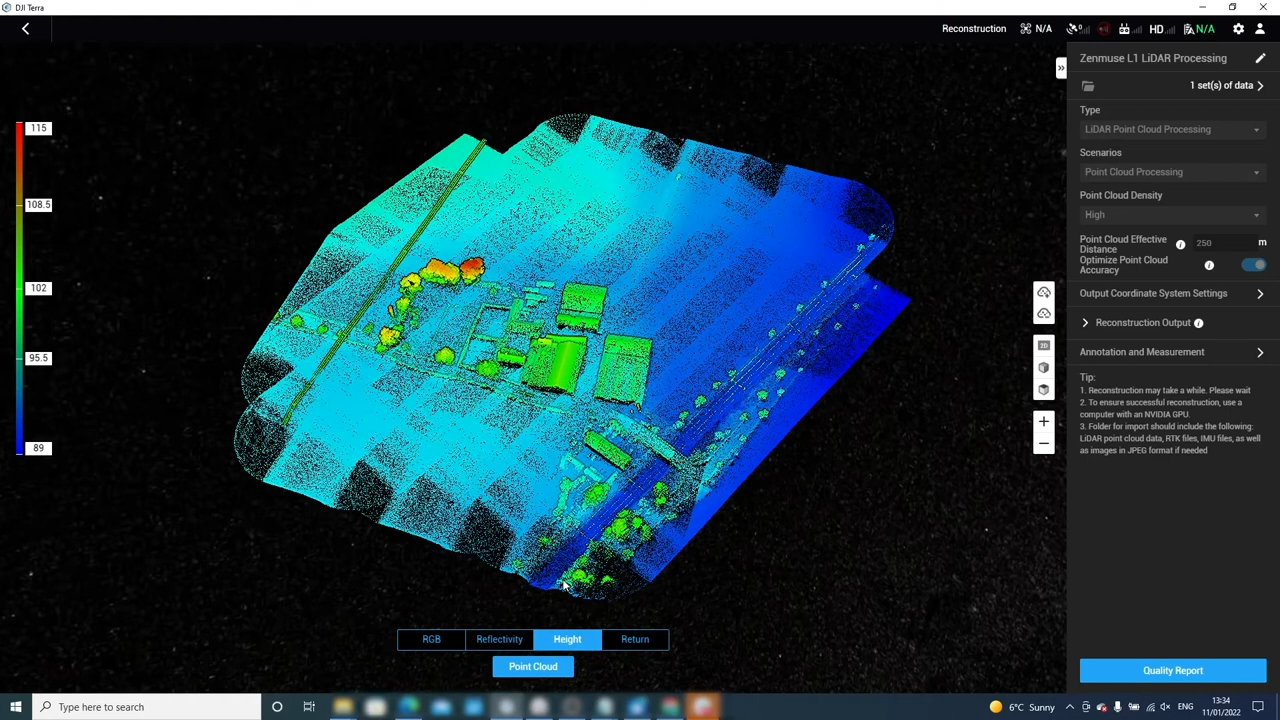 DJI Terra
Reconstruction
N/A
HD
N/A
Zenmuse L1 LiDAR Processing
1 set(s) of data
Type
LiDAR Point Cloud Processing
Scenarios
Point Cloud Processing
Point Cloud Density
High
Point Cloud Effective
Distance
250
m
Optimize Point Cloud
Accuracy
Output Coordinate System Settings
Reconstruction Output
Annotation and Measurement
Tip:
1. Reconstruction may take a while. Please wait
2. To ensure successful reconstruction, use a
computer with an NVIDIA GPU.
3. Folder for import should include the following:
LiDAR point cloud data, RTK files, IMU files, as well
as images in JPEG format if needed
Quality Report
115
108.5
102
95.5
89
2D
RGB
Reflectivity
Height
Return
Point Cloud
Type here to search
6°C Sunny
ENG
13:34
11/01/2022